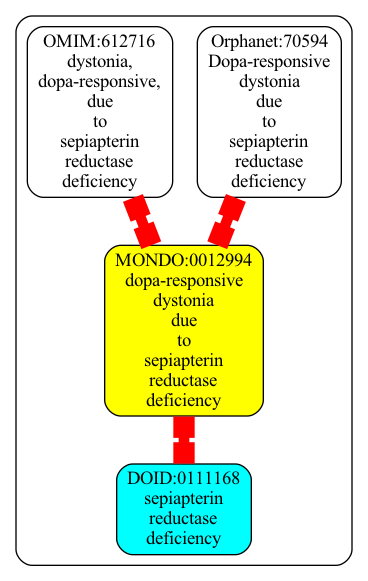 OMIM:612716
dystonia,
dopa-responsive,
due
to
sepiapterin
reductase
deficiency
Orphanet:70594
Dopa-responsive
dystonia
due
to
sepiapterin
reductase
deficiency
MONDO:0012994
dopa-responsive
dystonia
due
to
sepiapterin
reductase
deficiency
DOID:0111168
sepiapterin
reductase
deficiency